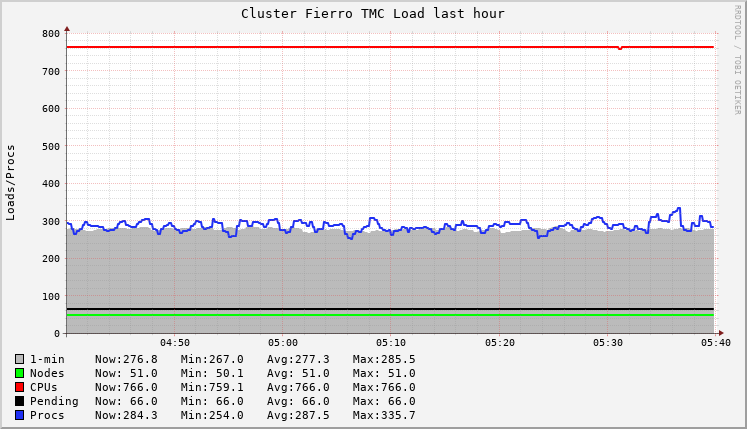 Cluster Fierro TMC Load last hour
RRDTOOL / TOBI OETIKER
Loads/Procs
800
700
600
500
400
300
200
100
0
04:50 05:00 05:10 05:20 05:30 05:40
1-min Now:276.8 Min:267.0 Avg:277.3 Max:285.5
Nodes Now: 51.0 Min: 50.1 Avg: 51.0 Max: 51.0
CPUs Now:766.0 Min:759.1 Avg:766.0 Max:766.0
Pending Now: 66.0 Min: 66.0 Avg: 66.0 Max: 66.0
Procs Now:284.3 Min:254.0 Avg:287.5 Max:335.7